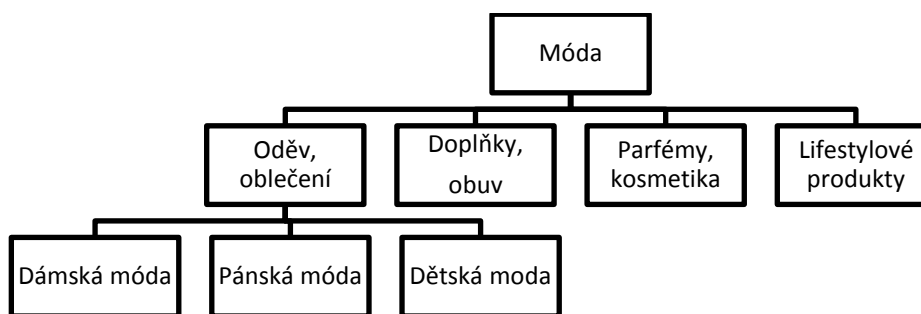 Móda
Oděv,
oblečení
Doplňky,
obuv
Parfémy,
kosmetika
Lifestylové
produkty
Dámská móda
Pánská móda
Dětská moda